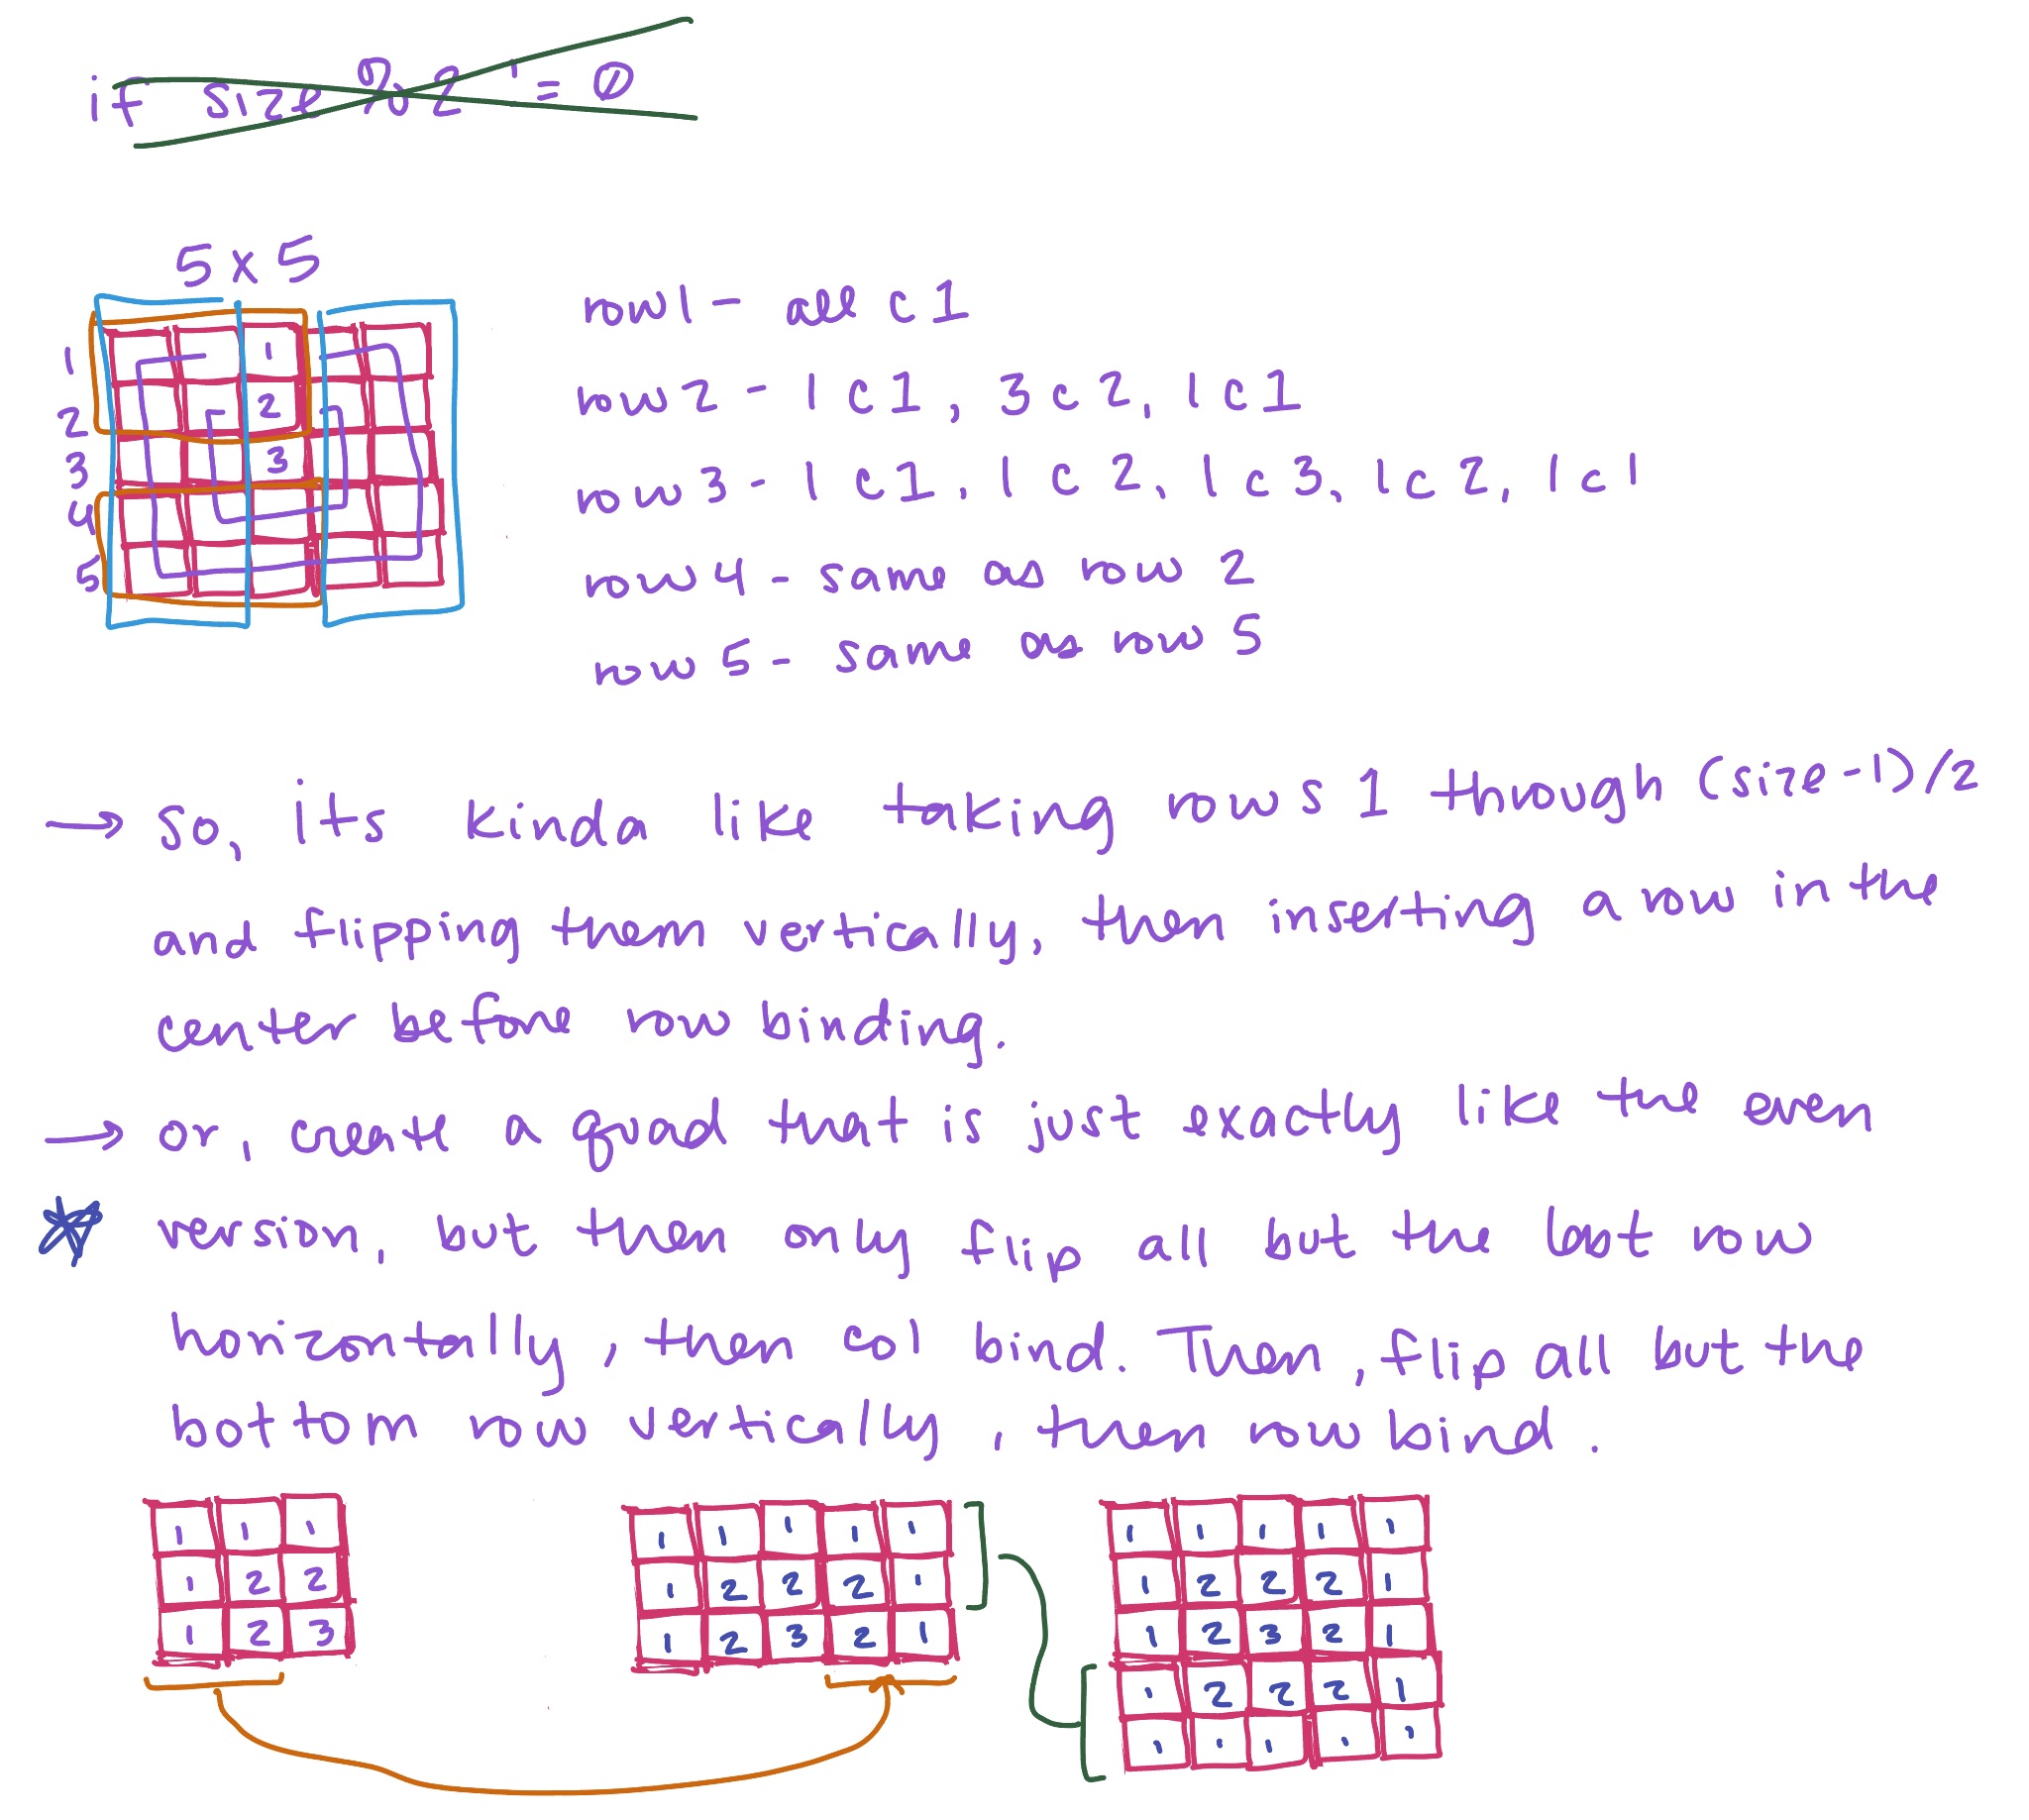 if size % 2 != 0
5 x 5
1
2
3
4
5
1
2
3
row 1 - all c 1
row 2 - 1 c 1, 3 c 2, 1 c 1
row 3 - 1 c 1, 1 c 2, 1 c 3, 1 c 2, 1 c 1
row 4 - same as row 2
row 5 - same as row 5
→ so, its kinda like taking rows 1 through (size-1)/2
and flipping them vertically, then inserting a row in the
center before row binding.
→ or, create a quad that is just exactly like the even
version, but then only flip all but the last row
horizontally, then col bind. Then, flip all but the
bottom row vertically, then row bind.
1 1 1
1 2 2
1 2 3
1 1 1 1 1
1 2 2 2 1
1 2 3 2 1
1 1 1 1 1
1 2 2 2 1
1 2 3 2 1
1 2 2 2 1
1 1 1 1 1